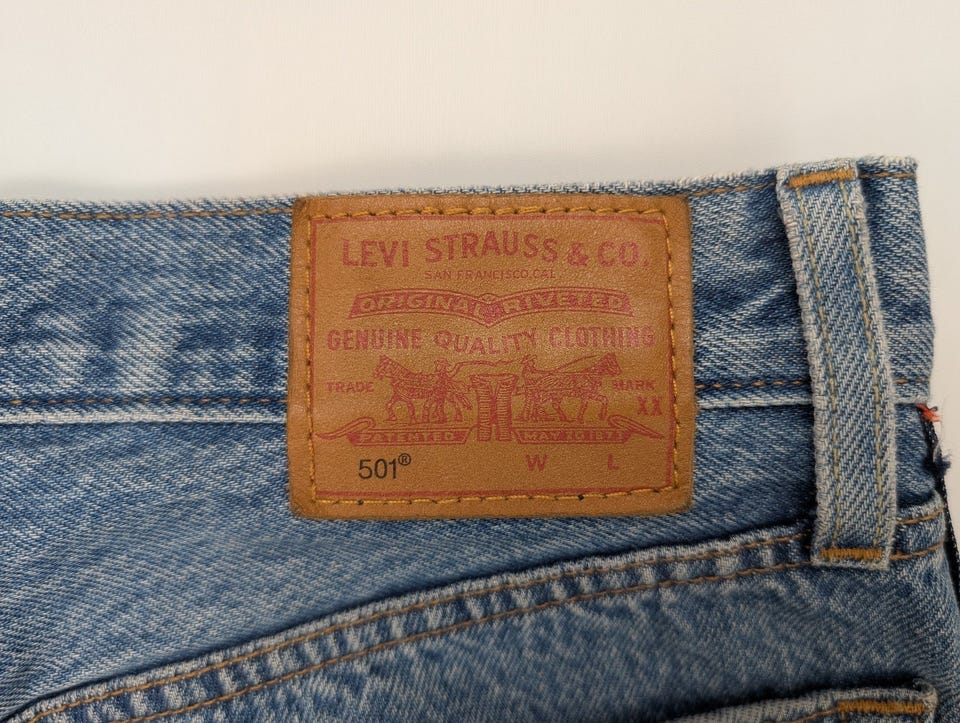 LEVI STRAUSS & CO.
SAN FRANCISCO, CAL.
ORIGINAL RIVETED
GENUINE QUALITY CLOTHING
TRADE MARK
XX
PATENTED MAY 20 1873
501® W L